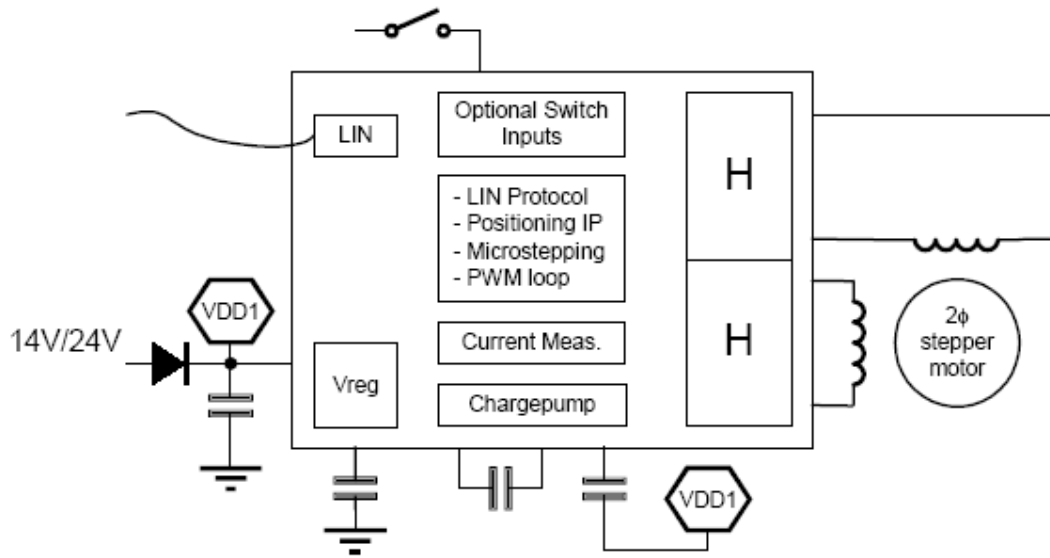 LIN
Optional Switch
Inputs
- LIN Protocol
- Positioning IP
- Microstepping
- PWM loop
H
H
VDD1
14V/24V
Vreg
Current Meas.
Chargepump
2ϕ
stepper
motor
VDD1